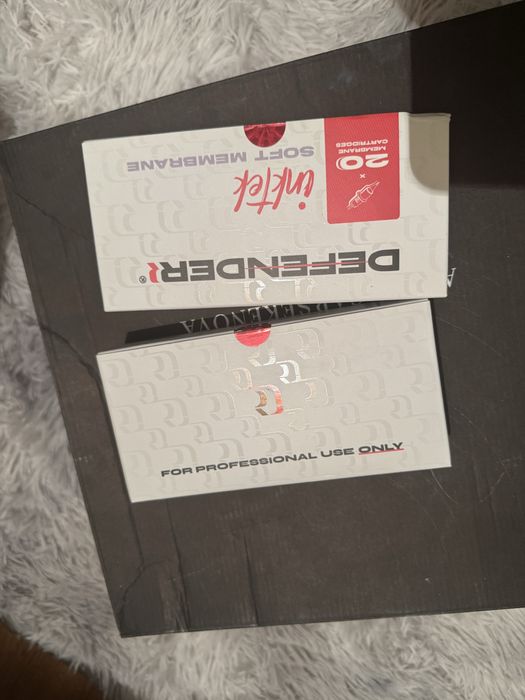 DEFENDER®
inktek
SOFT MEMBRANE
20
x
MEMBRANE
CARTRIDGES
FOR PROFESSIONAL USE ONLY